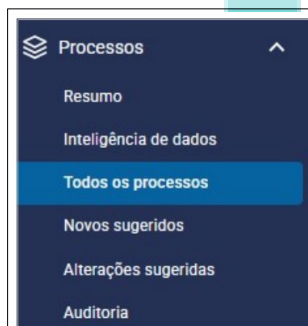 Processos
Resumo
Inteligência de dados
Todos os processos
Novos sugeridos
Alterações sugeridas
Auditoria